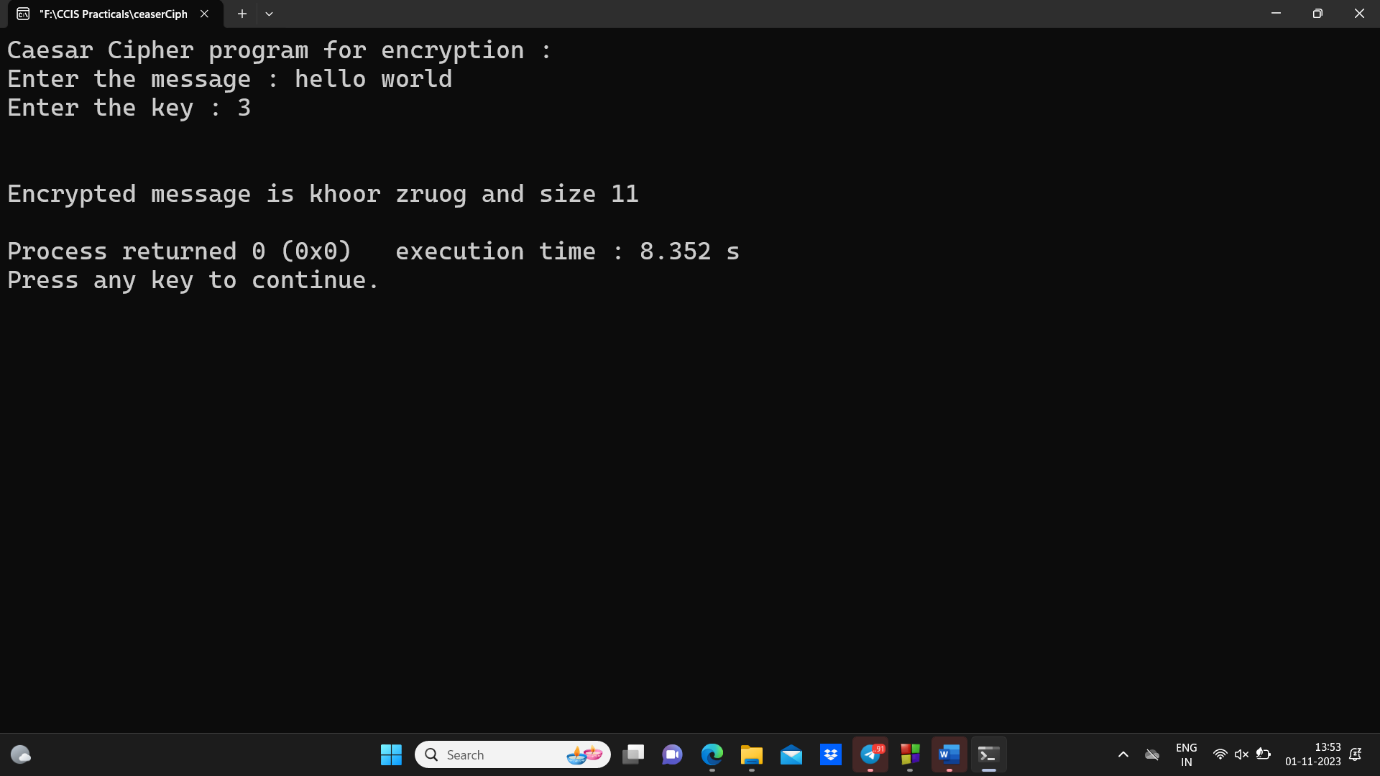 "F:\CCIS Practicals\ceaserCiph
Caesar Cipher program for encryption :
Enter the message : hello world
Enter the key : 3
Encrypted message is khoor zruog and size 11
Process returned 0 (0x0)   execution time : 8.352 s
Press any key to continue.
Search
91
ENG
IN
13:53
01-11-2023